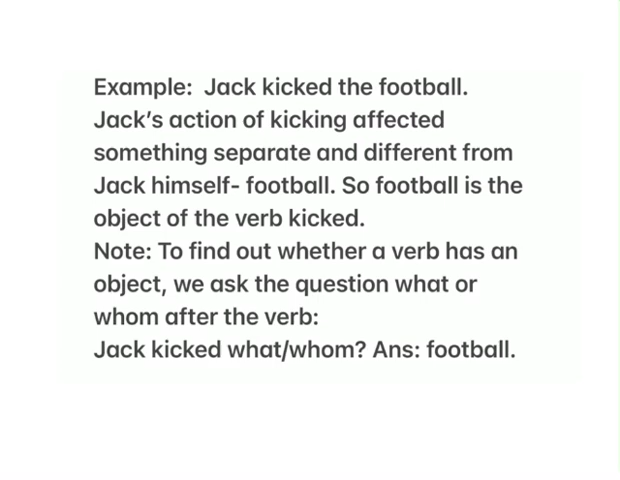 Example:  Jack kicked the football.
Jack's action of kicking affected
something separate and different from
Jack himself- football. So football is the
object of the verb kicked.
Note: To find out whether a verb has an
object, we ask the question what or
whom after the verb:
Jack kicked what/whom? Ans: football.